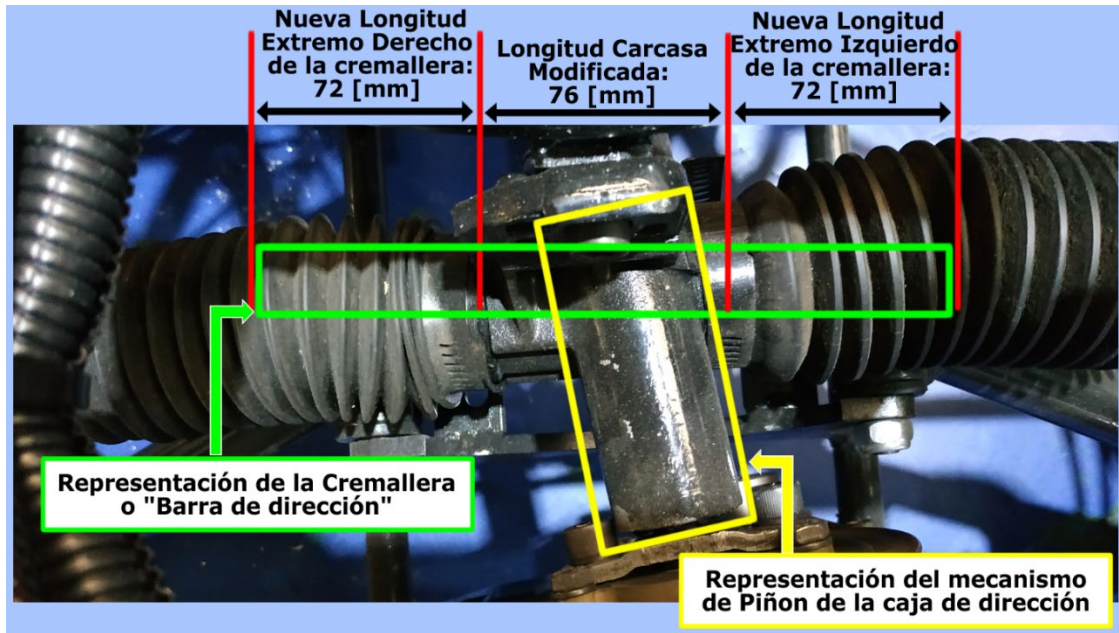 Nueva Longitud
Extremo Derecho
de la cremallera:
72 [mm]
Longitud Carcasa
Modificada:
76 [mm]
Nueva Longitud
Extremo Izquierdo
de la cremallera:
72 [mm]
Representación de la Cremallera
o "Barra de dirección"
Representación del mecanismo
de Piñon de la caja de dirección